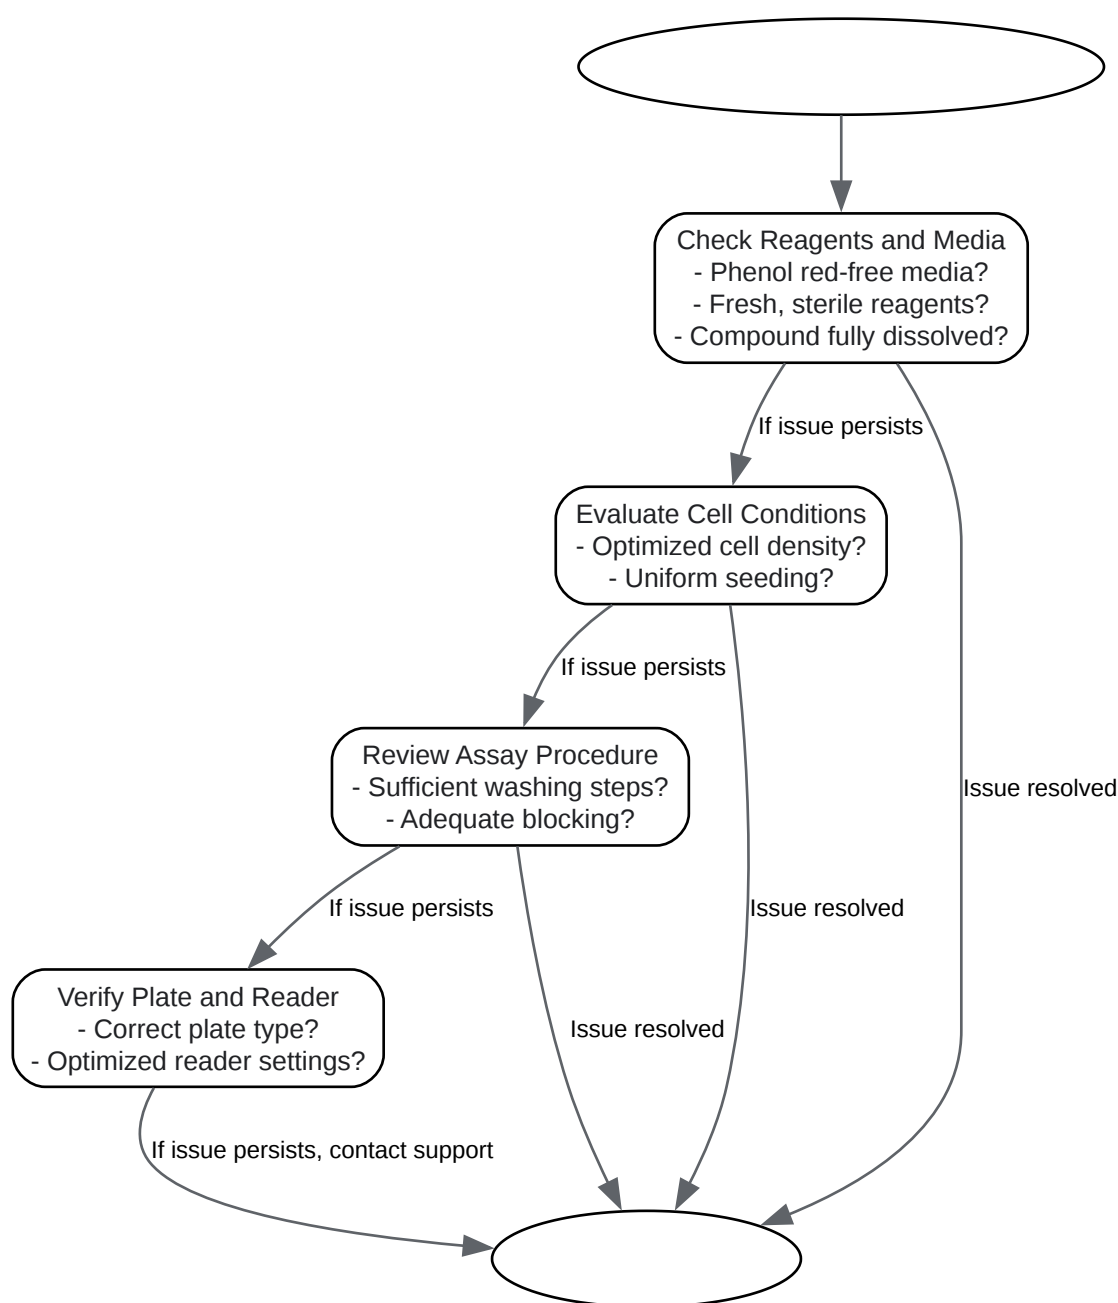 Check Reagents and Media
- Phenol red-free media?
- Fresh, sterile reagents?
- Compound fully dissolved?
If issue persists
Evaluate Cell Conditions
- Optimized cell density?
- Uniform seeding?
If issue persists
Review Assay Procedure
- Sufficient washing steps?
- Adequate blocking?
Issue resolved
If issue persists
Issue resolved
Verify Plate and Reader
- Correct plate type?
- Optimized reader settings?
Issue resolved
If issue persists, contact support